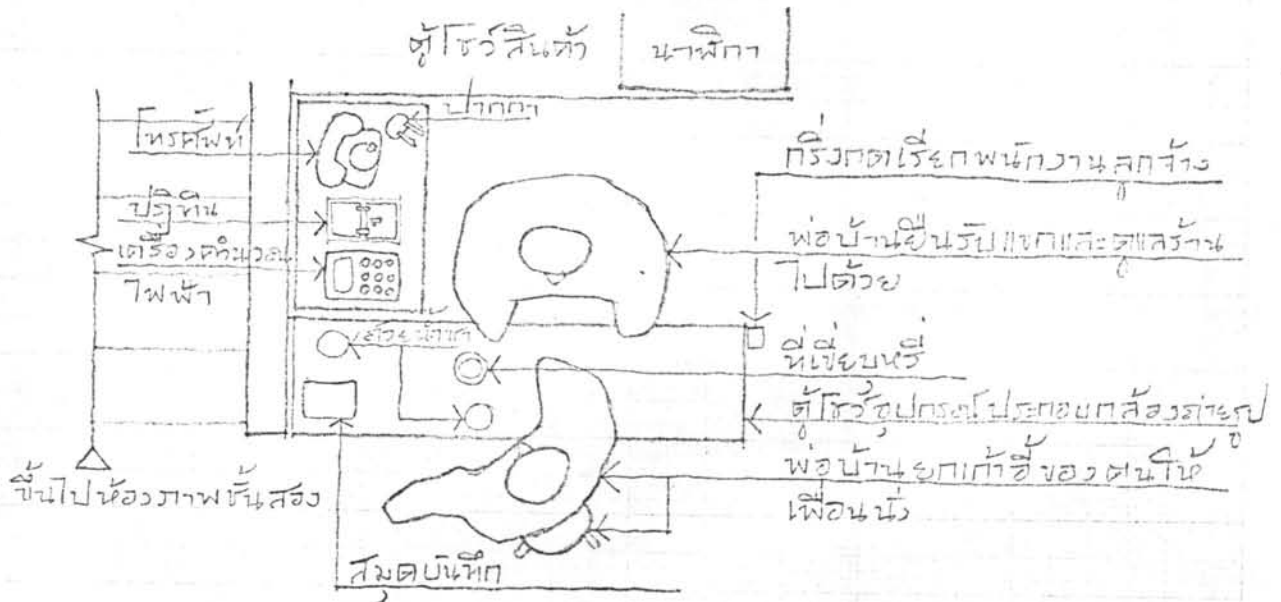 ตู้โชว์สินค้า
นาฬิกา
ปากกา
โทรศัพท์
กริ่งกดเรียกพนักงานลูกจ้าง
ปฏิทิน
เครื่องคำนวณ
ไฟฟ้า
พ่อบ้านยืนรับแขกและดูแลร้าน
ไปด้วย
ถ้วยน้ำชา
ที่เขี่ยบุหรี่
ตู้โชว์อุปกรณ์ประกอบกล้องถ่ายรูป
พ่อบ้านยกเก้าอี้ของตนให้
เพื่อนนั่ง
ขึ้นไปห้องภาพชั้นสอง
สมุดบันทึก